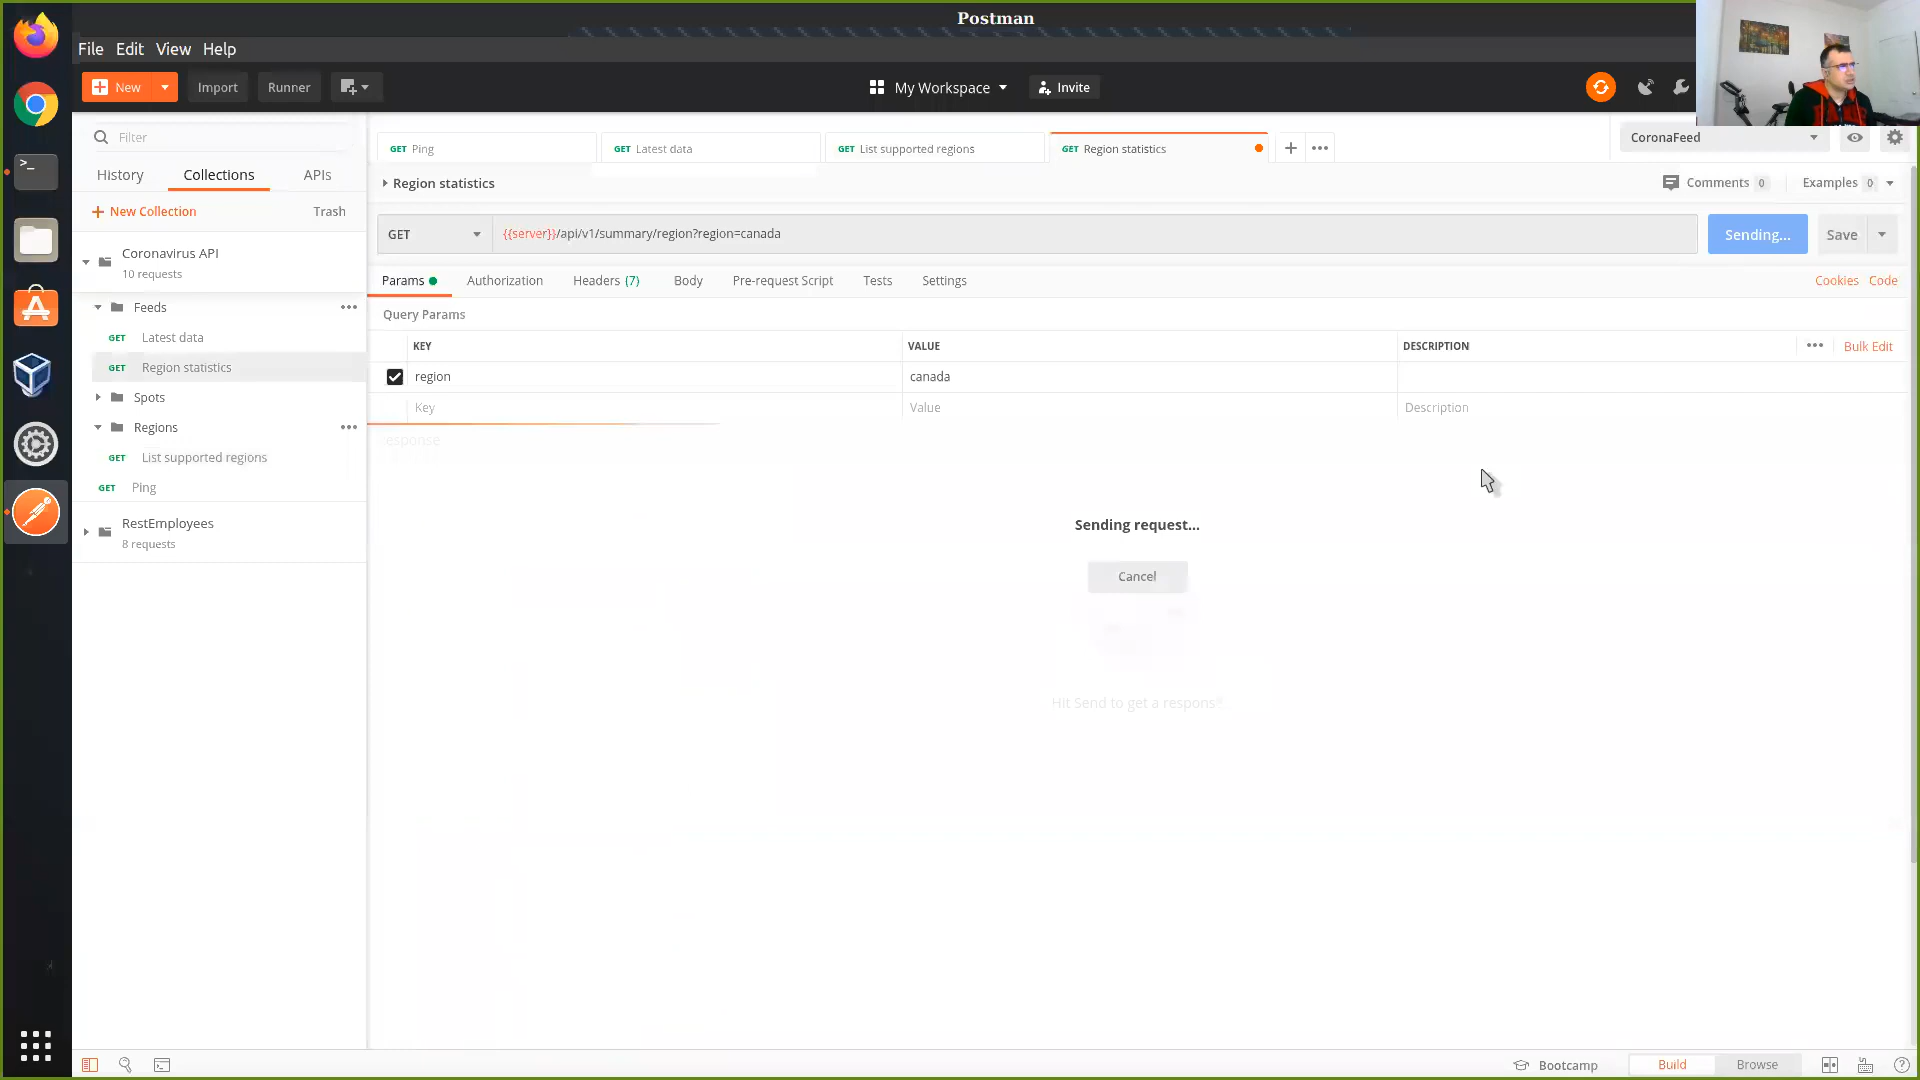 Postman
File Edit View Help
New Import Runner
My Workspace Invite
Filter
History Collections APIs
New Collection Trash
Coronavirus API
10 requests
Feeds
GET Latest data
GET Region statistics
Spots
Regions
GET List supported regions
GET Ping
RestEmployees
8 requests
GET Ping GET Latest data GET List supported regions GET Region statistics
CoronaFeed
Region statistics
Comments 0 Examples 0
GET {{server}}/api/v1/summary/region?region=canada Sending... Save
Params Authorization Headers (7) Body Pre-request Script Tests Settings Cookies Code
Query Params
KEY VALUE DESCRIPTION Bulk Edit
region canada
Key Value Description
Sending request...
Cancel
Hit Send to get a
Bootcamp Build Browse